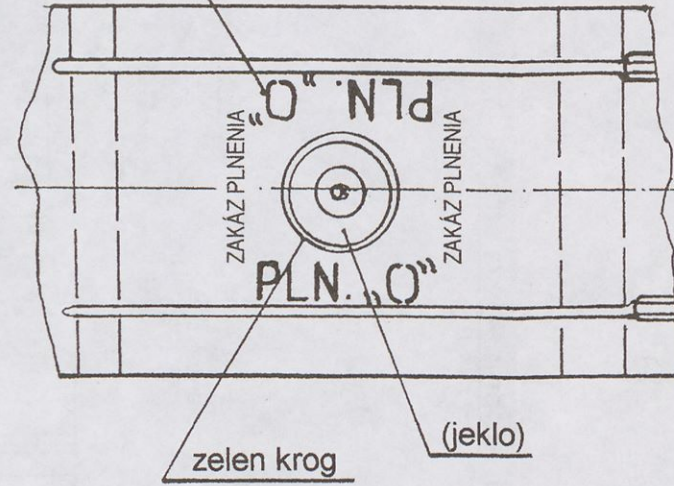 PLN. „O”
ZAKÁZ PLNENIA
ZAKÁZ PLNENIA
PLN. „O”
(jeklo)
zelen krog